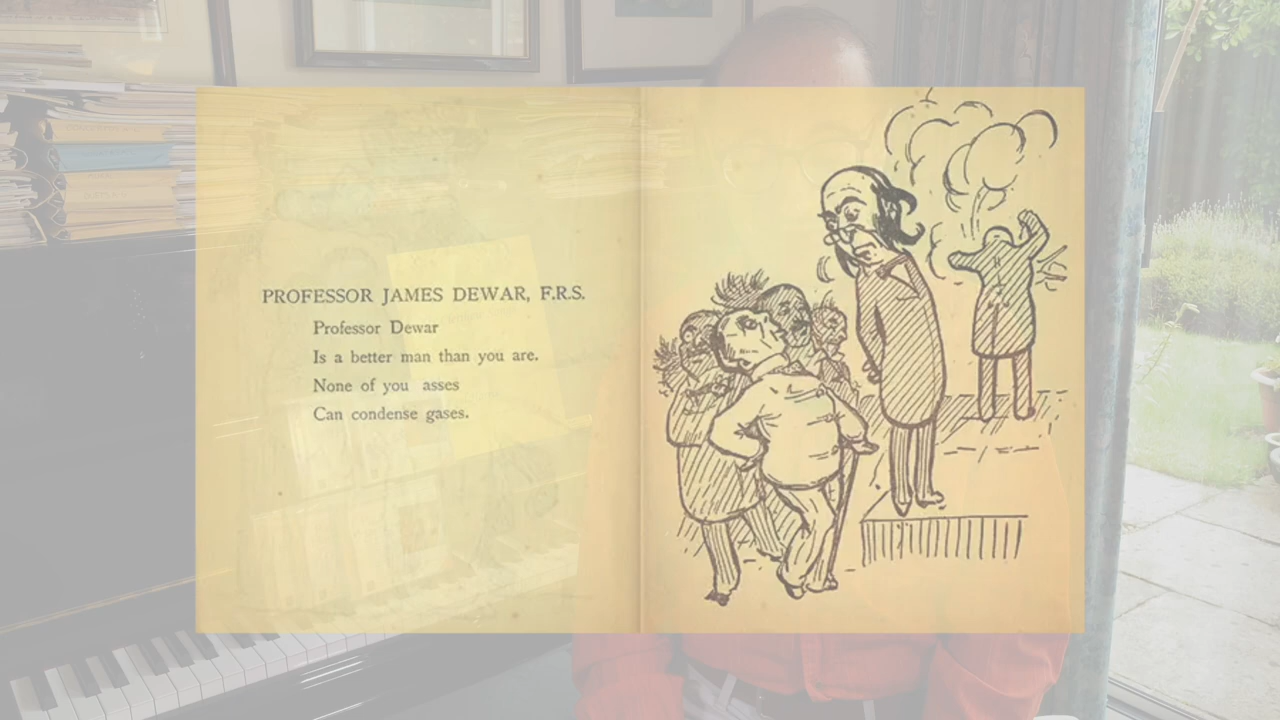 PROFESSOR JAMES DEWAR, F.R.S.
Professor Dewar
Is a better man than you are.
None of you asses
Can condense gases.